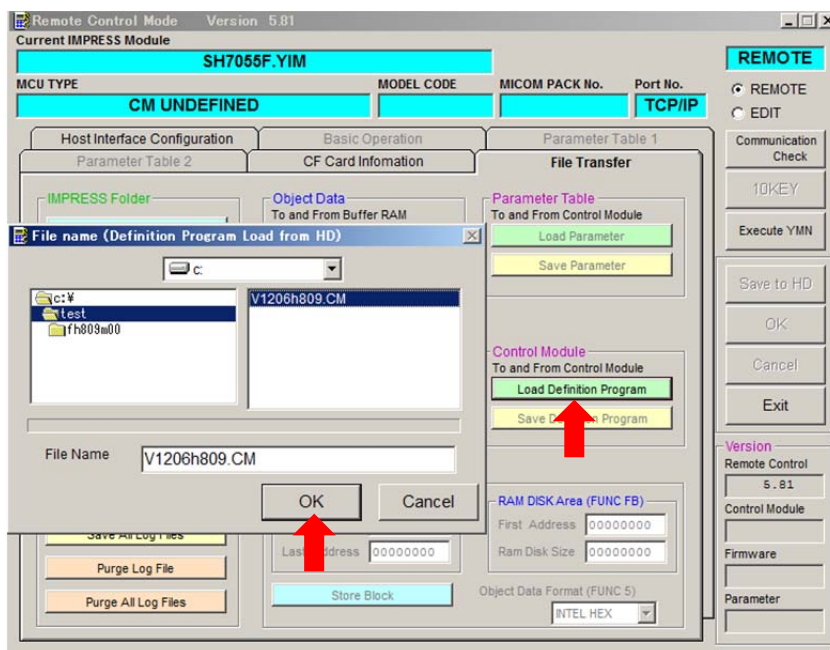 Remote Control Mode Version 5.81
Current IMPRESS Module
SH7055F.YIM
REMOTE
MCU TYPE MODEL CODE MICOM PACK No. Port No.
CM UNDEFINED TCP/IP
REMOTE
EDIT
Host Interface Configuration Basic Operation Parameter Table 1
Parameter Table 2 CF Card Infomation File Transfer
Communication
Check
10KEY
Execute YMN
Save to HD
OK
Cancel
Exit
IMPRESS Folder
Object Data
To and From Buffer RAM
Parameter Table
To and From Control Module
Load Parameter
Save Parameter
File name (Definition Program Load from HD)
c:
c:¥
test
fh809m00
V1206h809.CM
File Name V1206h809.CM
OK Cancel
Control Module
To and From Control Module
Load Definition Program
Save Program
Save All Log Files
Purge Log File
Purge All Log Files
Last Address 00000000
Store Block
RAM DISK Area (FUNC FB)
First Address 00000000
Ram Disk Size 00000000
Object Data Format (FUNC 5)
INTEL HEX
Version
Remote Control
5.81
Control Module
Firmware
Parameter